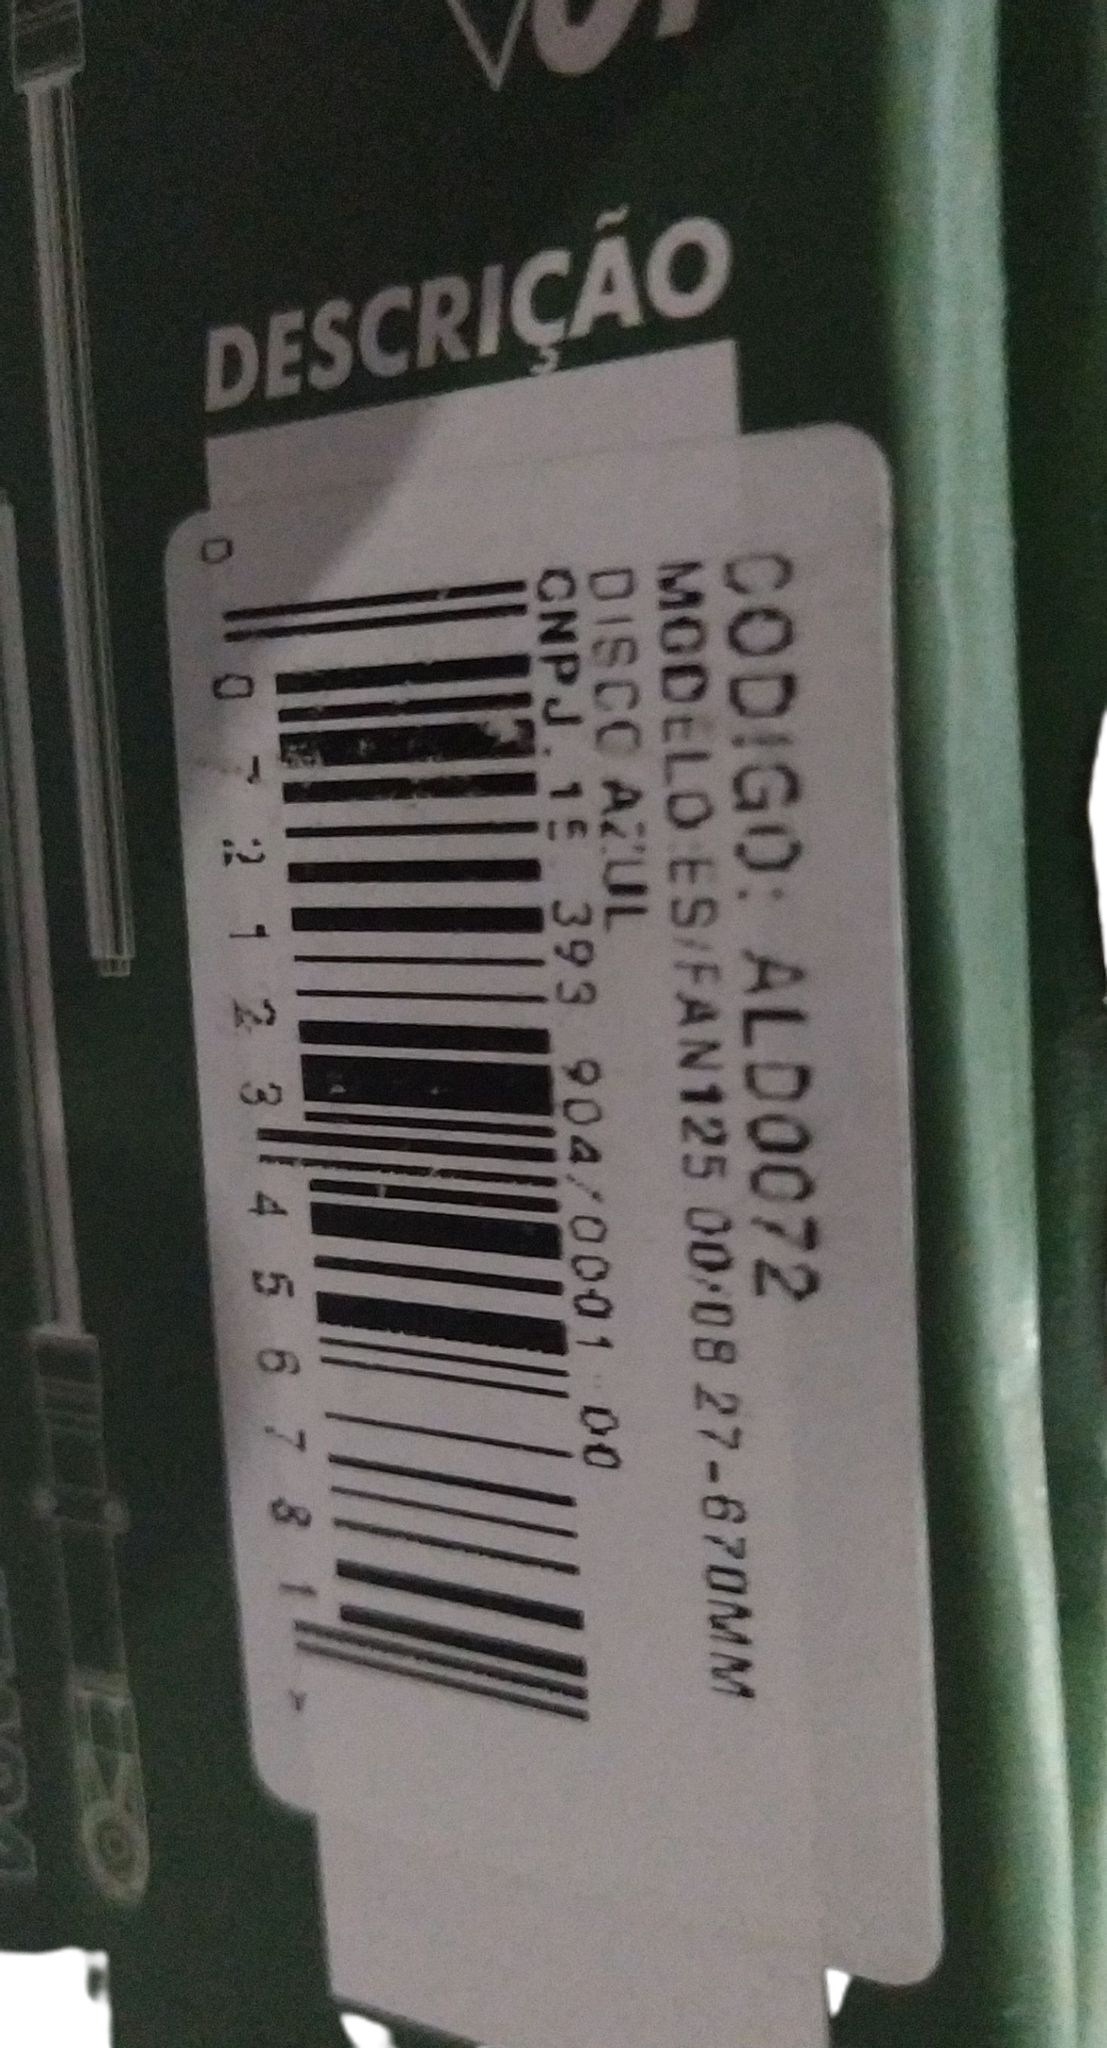 DESCRIÇÃO
CODIGO: ALD0072
MODELO:ES/FAN125 00/08 27-670MM
DISCO AZUL
CNPJ. 15 393 904/0001 00
0 0 7 2 1 2 3 4 5 6 7 8 1 >